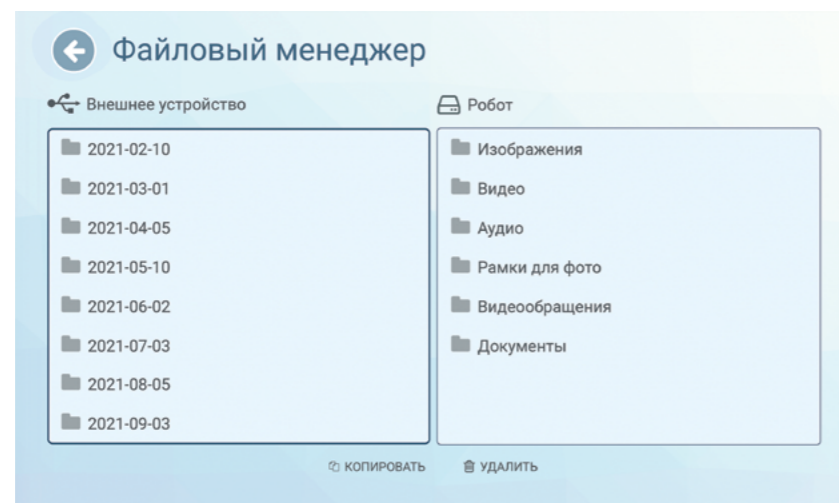 Файловый менеджер
Внешнее устройство
2021-02-10
2021-03-01
2021-04-05
2021-05-10
2021-06-02
2021-07-03
2021-08-05
2021-09-03
Робот
Изображения
Видео
Аудио
Рамки для фото
Видеообращения
Документы
КОПИРОВАТЬ
УДАЛИТЬ